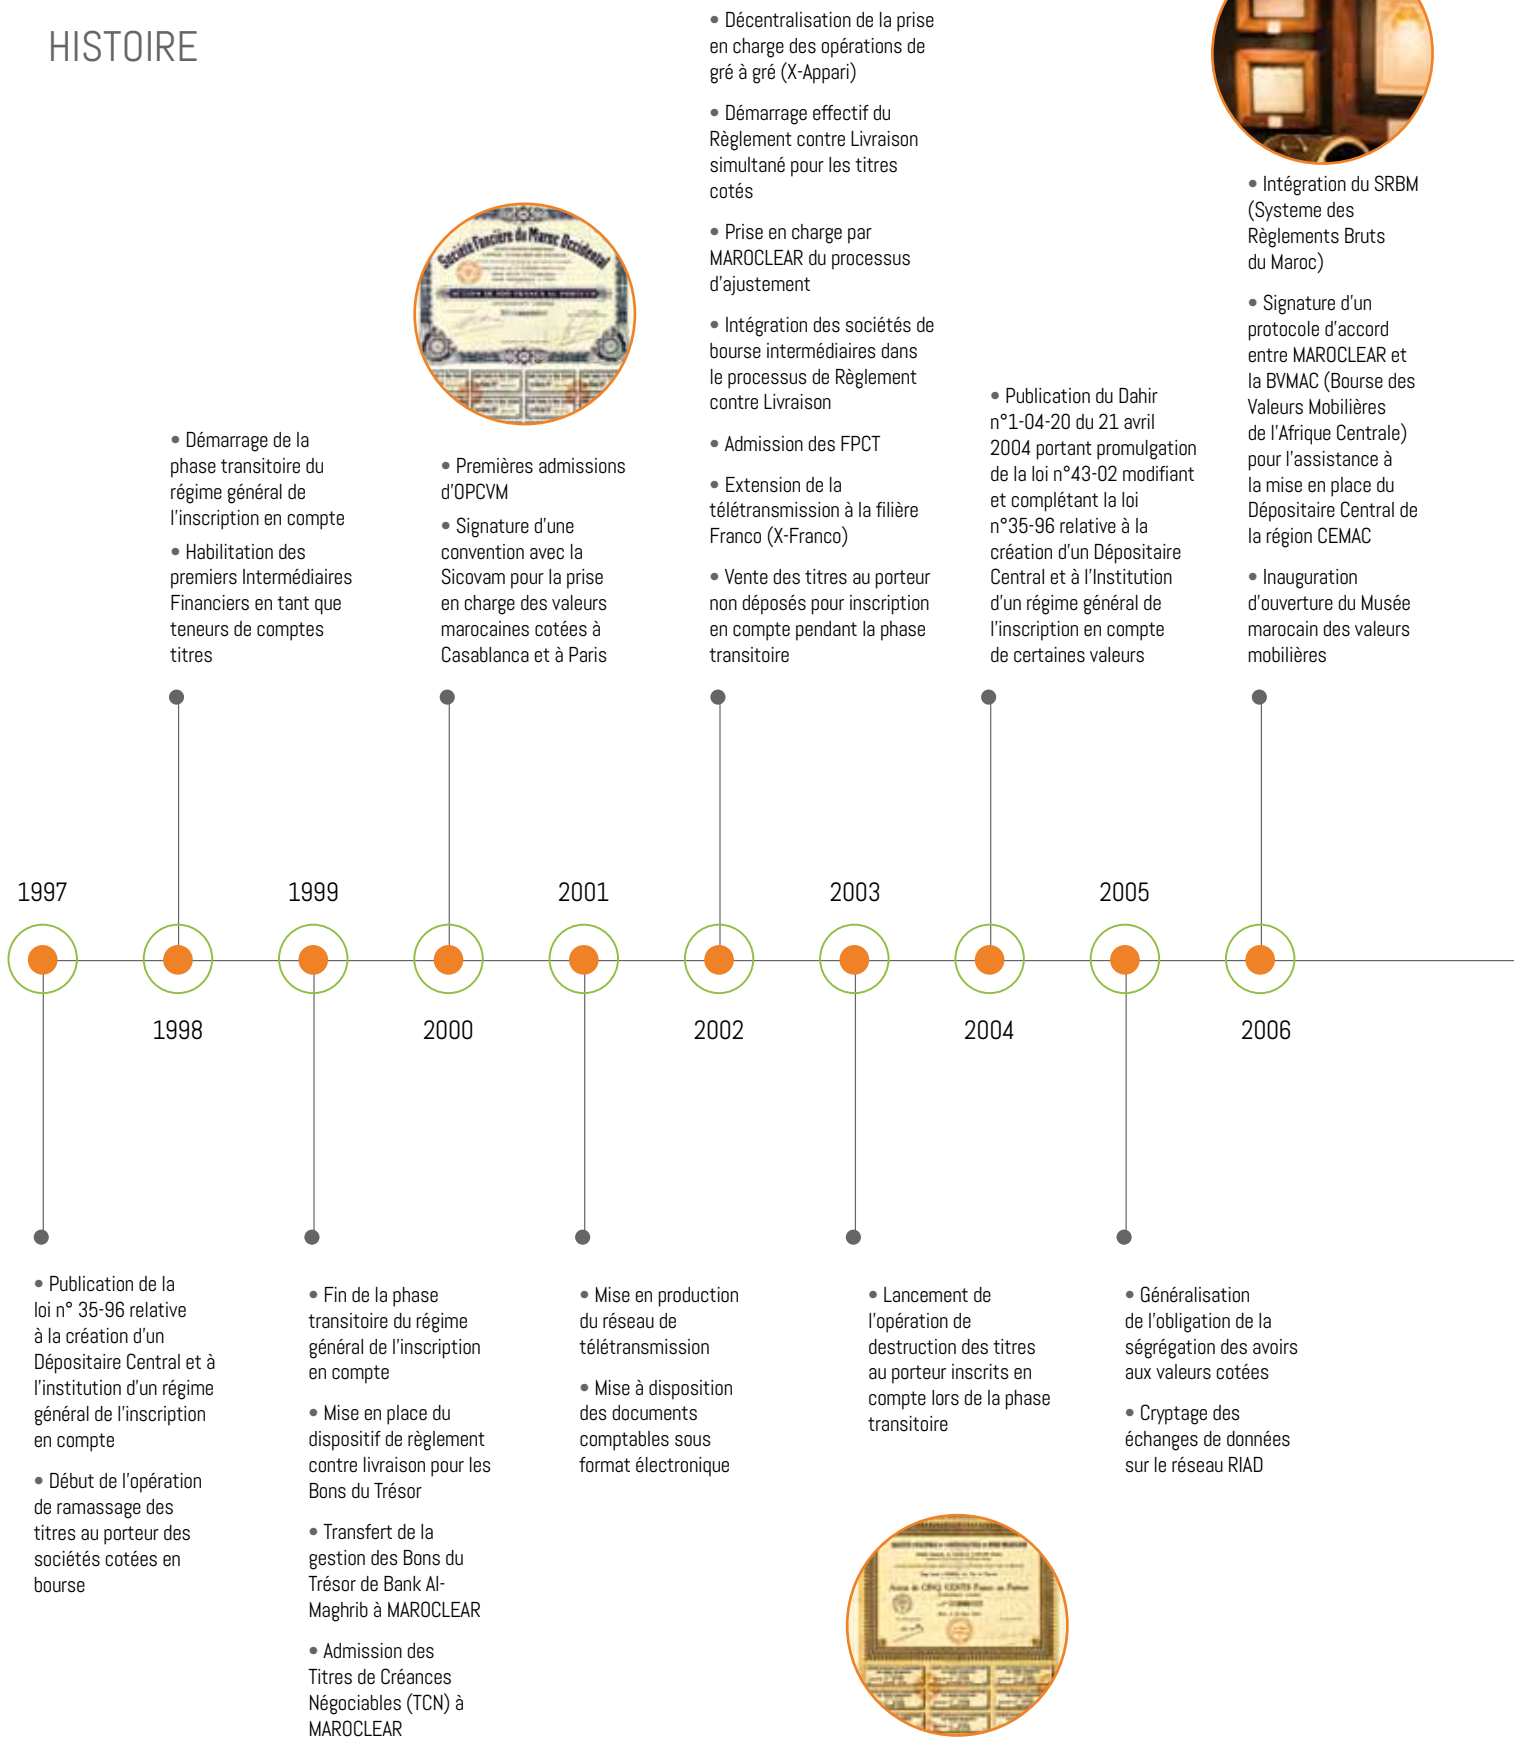 HISTOIRE
• Démarrage de la
phase transitoire du
régime général de
l'inscription en compte
• Habilitation des
premiers Intermédiaires
Financiers en tant que
teneurs de comptes
titres
Société Foncière du Maroc Occidental
• Premières admissions
d'OPCVM
• Signature d'une
convention avec la
Sicovam pour la prise
en charge des valeurs
marocaines cotées à
Casablanca et à Paris
• Décentralisation de la prise
en charge des opérations de
gré à gré (X-Appari)
• Démarrage effectif du
Règlement contre Livraison
simultané pour les titres
cotés
• Prise en charge par
MAROCLEAR du processus
d'ajustement
• Intégration des sociétés de
bourse intermédiaires dans
le processus de Règlement
contre Livraison
• Admission des FPCT
• Extension de la
télétransmission à la filière
Franco (X-Franco)
• Vente des titres au porteur
non déposés pour inscription
en compte pendant la phase
transitoire
• Publication du Dahir
n°1-04-20 du 21 avril
2004 portant promulgation
de la loi n°43-02 modifiant
et complétant la loi
n°35-96 relative à la
création d'un Dépositaire
Central et à l'Institution
d'un régime général de
l'inscription en compte
de certaines valeurs
• Intégration du SRBM
(Systeme des
Règlements Bruts
du Maroc)
• Signature d'un
protocole d'accord
entre MAROCLEAR et
la BVMAC (Bourse des
Valeurs Mobilières
de l'Afrique Centrale)
pour l'assistance à
la mise en place du
Dépositaire Central de
la région CEMAC
• Inauguration
d'ouverture du Musée
marocain des valeurs
mobilières
1997
1999
2001
2003
2005
1998
2000
2002
2004
2006
• Publication de la
loi n° 35-96 relative
à la création d'un
Dépositaire Central et à
l'institution d'un régime
général de l'inscription
en compte
• Début de l'opération
de ramassage des
titres au porteur des
sociétés cotées en
bourse
• Fin de la phase
transitoire du régime
général de l'inscription
en compte
• Mise en place du
dispositif de règlement
contre livraison pour les
Bons du Trésor
• Transfert de la
gestion des Bons du
Trésor de Bank Al-
Maghrib à MAROCLEAR
• Admission des
Titres de Créances
Négociables (TCN) à
MAROCLEAR
• Mise en production
du réseau de
télétransmission
• Mise à disposition
des documents
comptables sous
format électronique
• Lancement de
l'opération de
destruction des titres
au porteur inscrits en
compte lors de la phase
transitoire
Action de CINQ CENTS Francs au Porteur
• Généralisation
de l'obligation de la
ségrégation des avoirs
aux valeurs cotées
• Cryptage des
échanges de données
sur le réseau RIAD